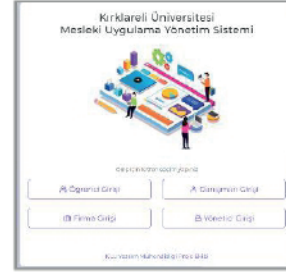 Kırklareli Üniversitesi
Mesleki Uygulama Yönetim Sistemi
Öğrenci Girişi
Danışman Girişi
Firma Girişi
Yönetici Girişi